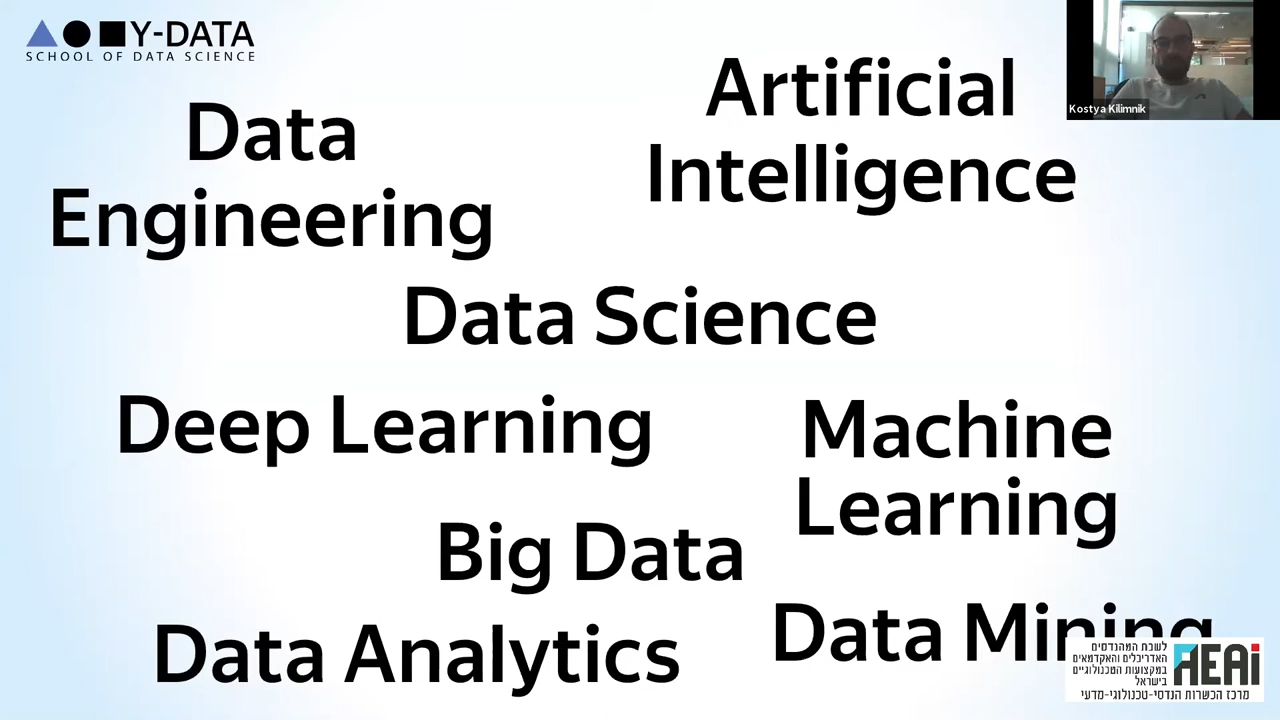 Y-DATA
SCHOOL OF DATA SCIENCE
Kostya Kilimnik
Artificial
Intelligence
Data
Engineering
Data Science
Deep Learning
Machine
Learning
Big Data
Data Analytics
Data Mining
לשכת המהנדסים
האדריכלים והאקדמאים
במקצועות הטכנולוגיים
בישראל
AEAi
מרכז הכשרות הנדסי-טכנולוגי-מדעי